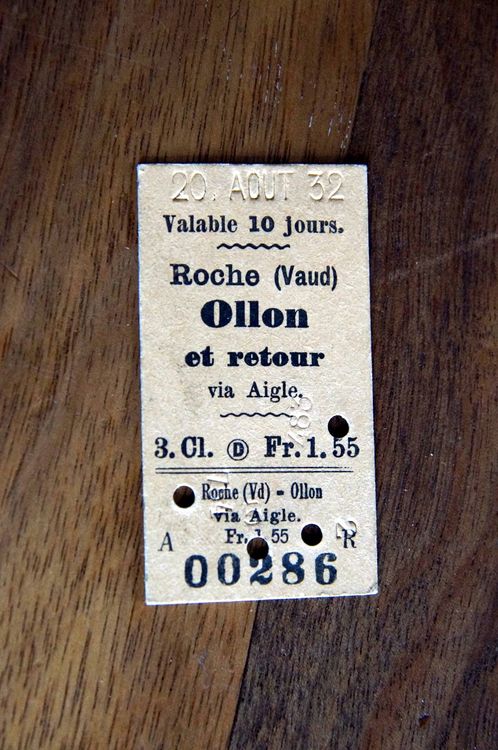 20. AOUT 32
Valable 10 jours.
Roche (Vaud)
Ollon
et retour
via Aigle.
3. Cl. D Fr. 1. 55
Roche (Vd) - Ollon
via Aigle.
Fr. 1 55
A R
00286